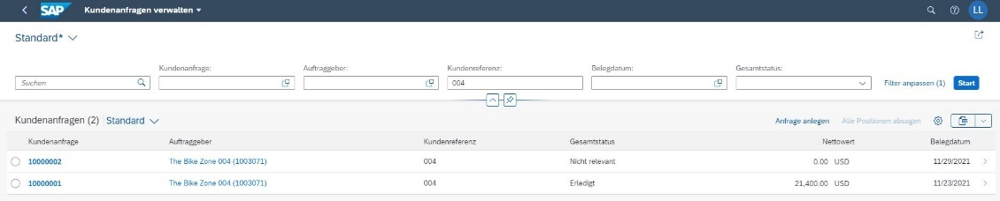 SAP Kundenanfragen verwalten LL
Standard*
Kundenanfrage: Auftraggeber: Kundenreferenz: Belegdatum: Gesamtstatus:
Suchen 004 Filter anpassen (1) Start
Kundenanfragen (2) Standard Anfrage anlegen Alle Positionen absagen
Kundenanfrage Auftraggeber Kundenreferenz Gesamtstatus Nettowert Belegdatum
10000002 The Bike Zone 004 (1003071) 004 Nicht relevant 0.00 USD 11/29/2021
10000001 The Bike Zone 004 (1003071) 004 Erledigt 21,400.00 USD 11/23/2021